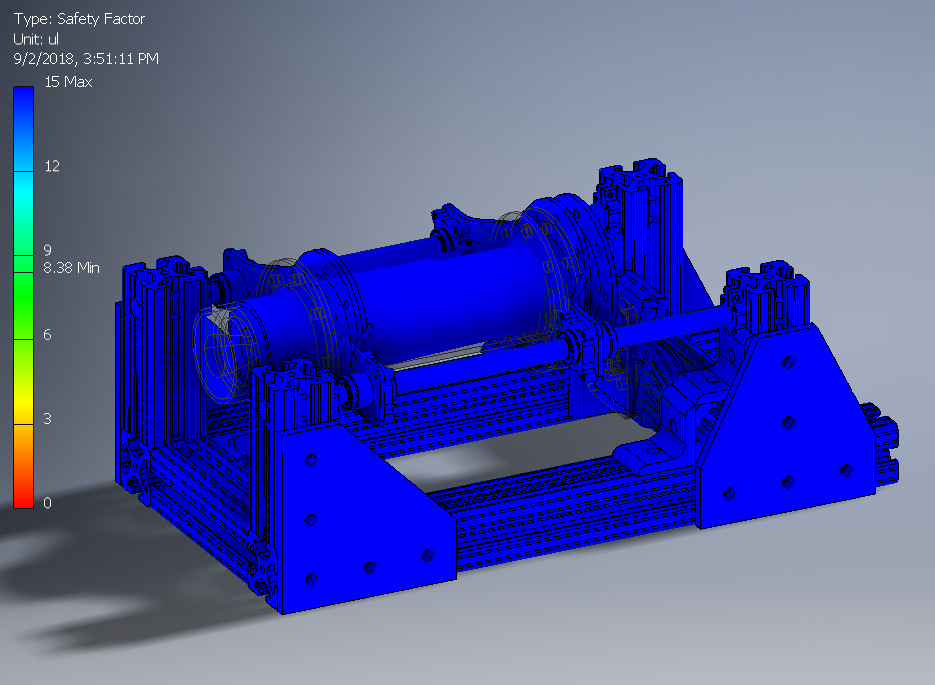 Type: Safety Factor
Unit: ul
9/2/2018, 3:51:11 PM
15 Max
12
9
8.38 Min
6
3
0